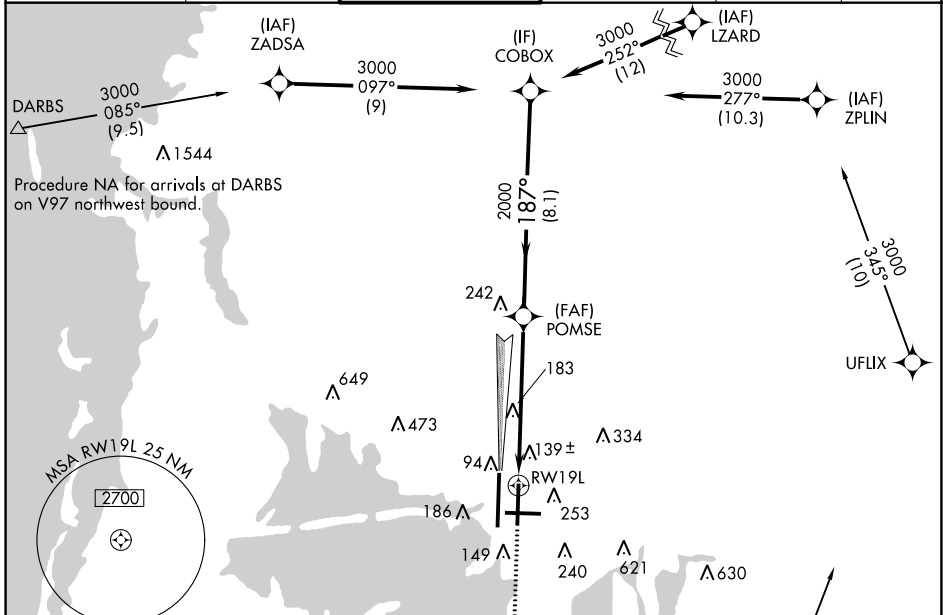 (IAF)
ZADSA
(IF)
COBOX
(IAF)
LZARD
3000
252°
(12)
3000
097°
(9)
3000
277°
(10.3)
(IAF)
ZPLIN
DARBS
3000
085°
(9.5)
1544
Procedure NA for arrivals at DARBS
on V97 northwest bound.
2000
187°
(8.1)
3000
345°
(10)
242
(FAF)
POMSE
UFLIX
183
649
473
334
139±
94
RW19L
MSA RW19L 25 NM
2700
186
253
149
240
621
630